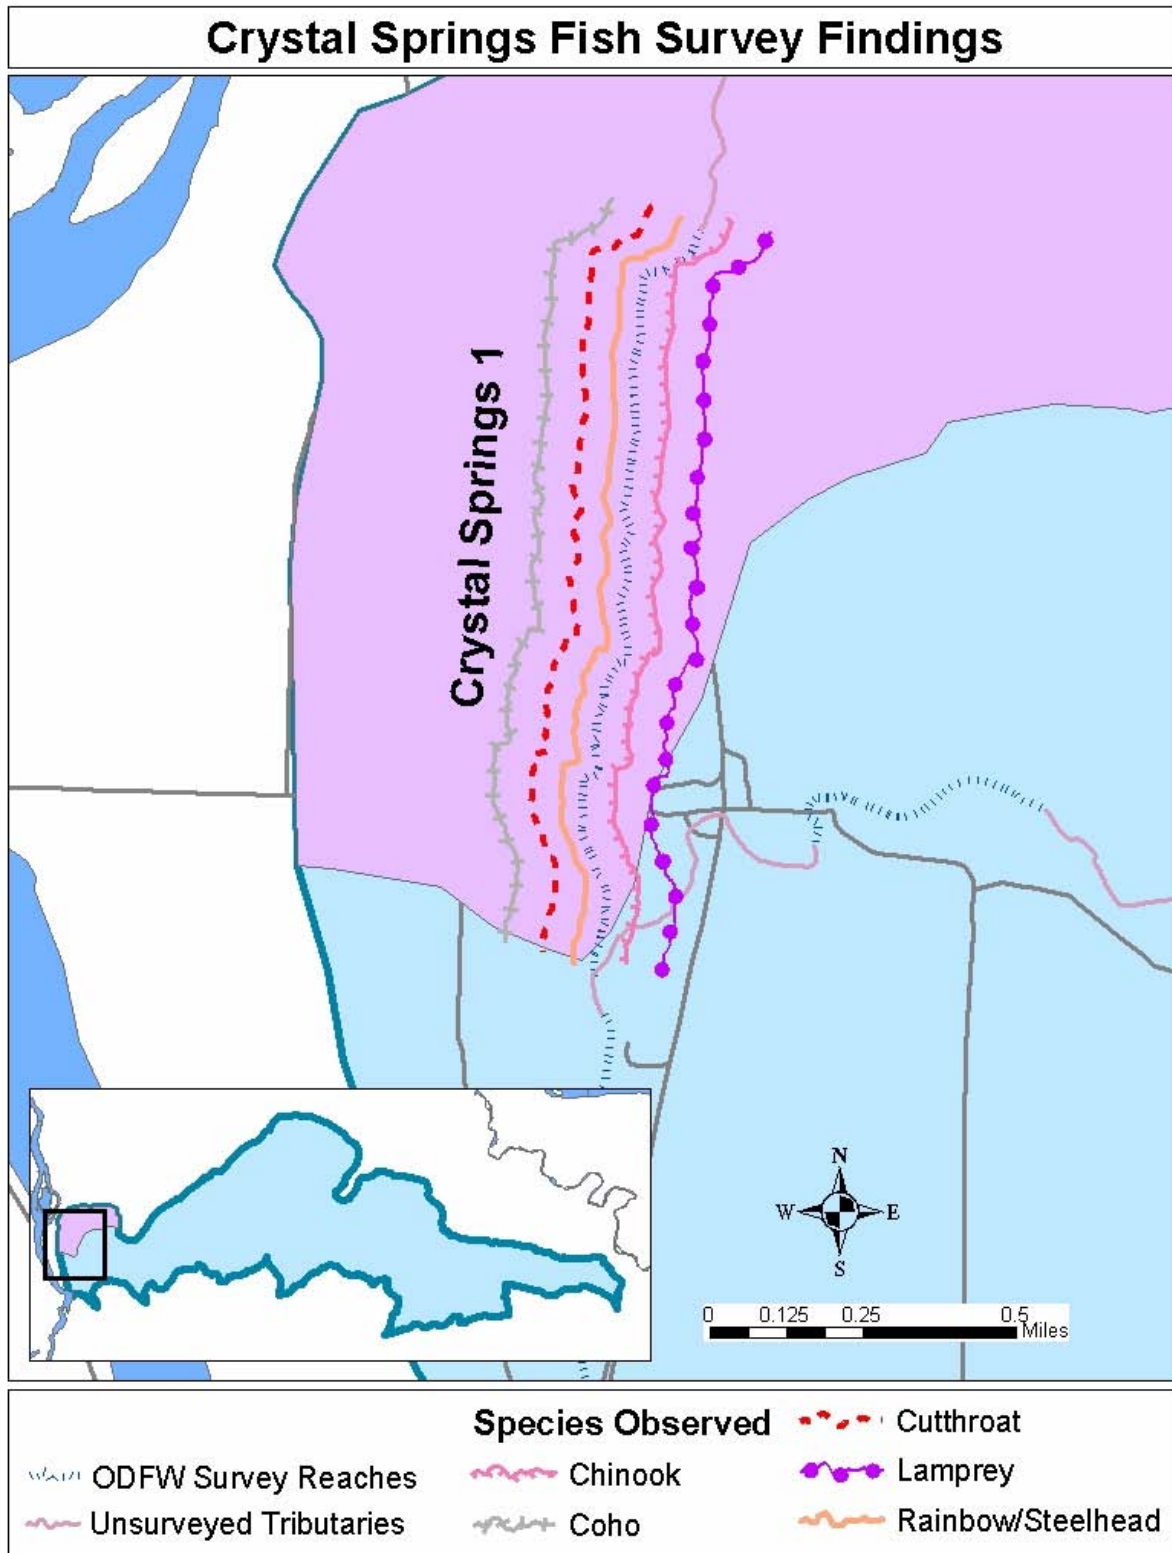 Crystal Springs Fish Survey Findings
Crystal Springs 1
N
W E
S
0 0.125 0.25 0.5
Miles
Species Observed
Cutthroat
ODFW Survey Reaches
Chinook
Lamprey
Unsurveyed Tributaries
Coho
Rainbow/Steelhead